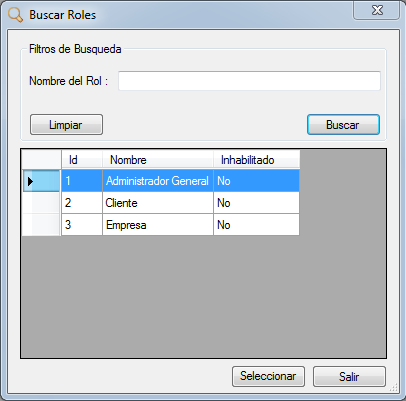 Buscar Roles
Filtros de Busqueda
Nombre del Rol :
Limpiar Buscar
Id Nombre Inhabilitado
1 Administrador General No
2 Cliente No
3 Empresa No
Seleccionar Salir